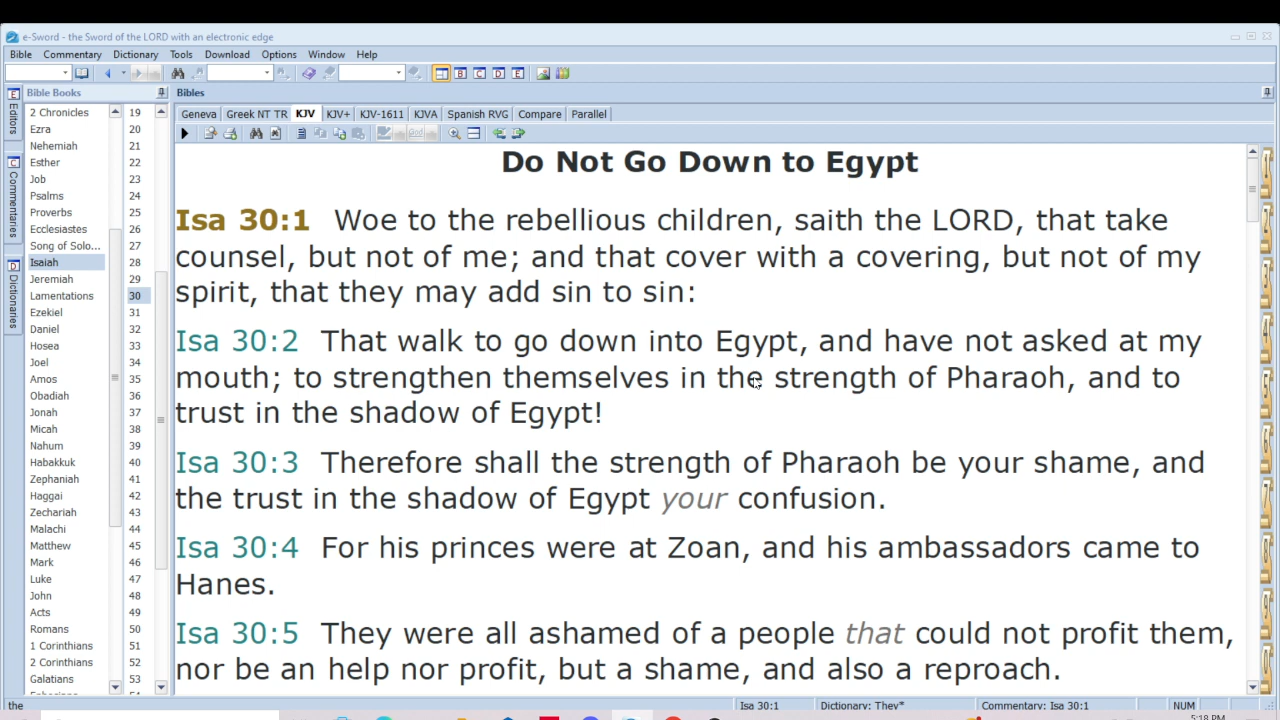 e-Sword - the Sword of the LORD with an electronic edge
Bible Commentary Dictionary Tools Download Options Window Help
B C D E
Bible Books
Bibles
Editors
Commentaries
Dictionaries
2 Chronicles
Ezra
Nehemiah
Esther
Job
Psalms
Proverbs
Ecclesiastes
Song of Solo...
Isaiah
Jeremiah
Lamentations
Ezekiel
Daniel
Hosea
Joel
Amos
Obadiah
Jonah
Micah
Nahum
Habakkuk
Zephaniah
Haggai
Zechariah
Malachi
Matthew
Mark
Luke
John
Acts
Romans
1 Corinthians
2 Corinthians
Galatians
19
20
21
22
23
24
25
26
27
28
29
30
31
32
33
34
35
36
37
38
39
40
41
42
43
44
45
46
47
48
49
50
51
52
53
Geneva Greek NT TR KJV KJV+ KJV-1611 KJVA Spanish RVG Compare Parallel
Do Not Go Down to Egypt
Isa 30:1 Woe to the rebellious children, saith the LORD, that take
counsel, but not of me; and that cover with a covering, but not of my
spirit, that they may add sin to sin:
Isa 30:2 That walk to go down into Egypt, and have not asked at my
mouth; to strengthen themselves in the strength of Pharaoh, and to
trust in the shadow of Egypt!
Isa 30:3 Therefore shall the strength of Pharaoh be your shame, and
the trust in the shadow of Egypt your confusion.
Isa 30:4 For his princes were at Zoan, and his ambassadors came to
Hanes.
Isa 30:5 They were all ashamed of a people that could not profit them,
nor be an help nor profit, but a shame, and also a reproach.
the
Isa 30:1
Dictionary: They*
Commentary: Isa 30:1
NUM
5:18 PM